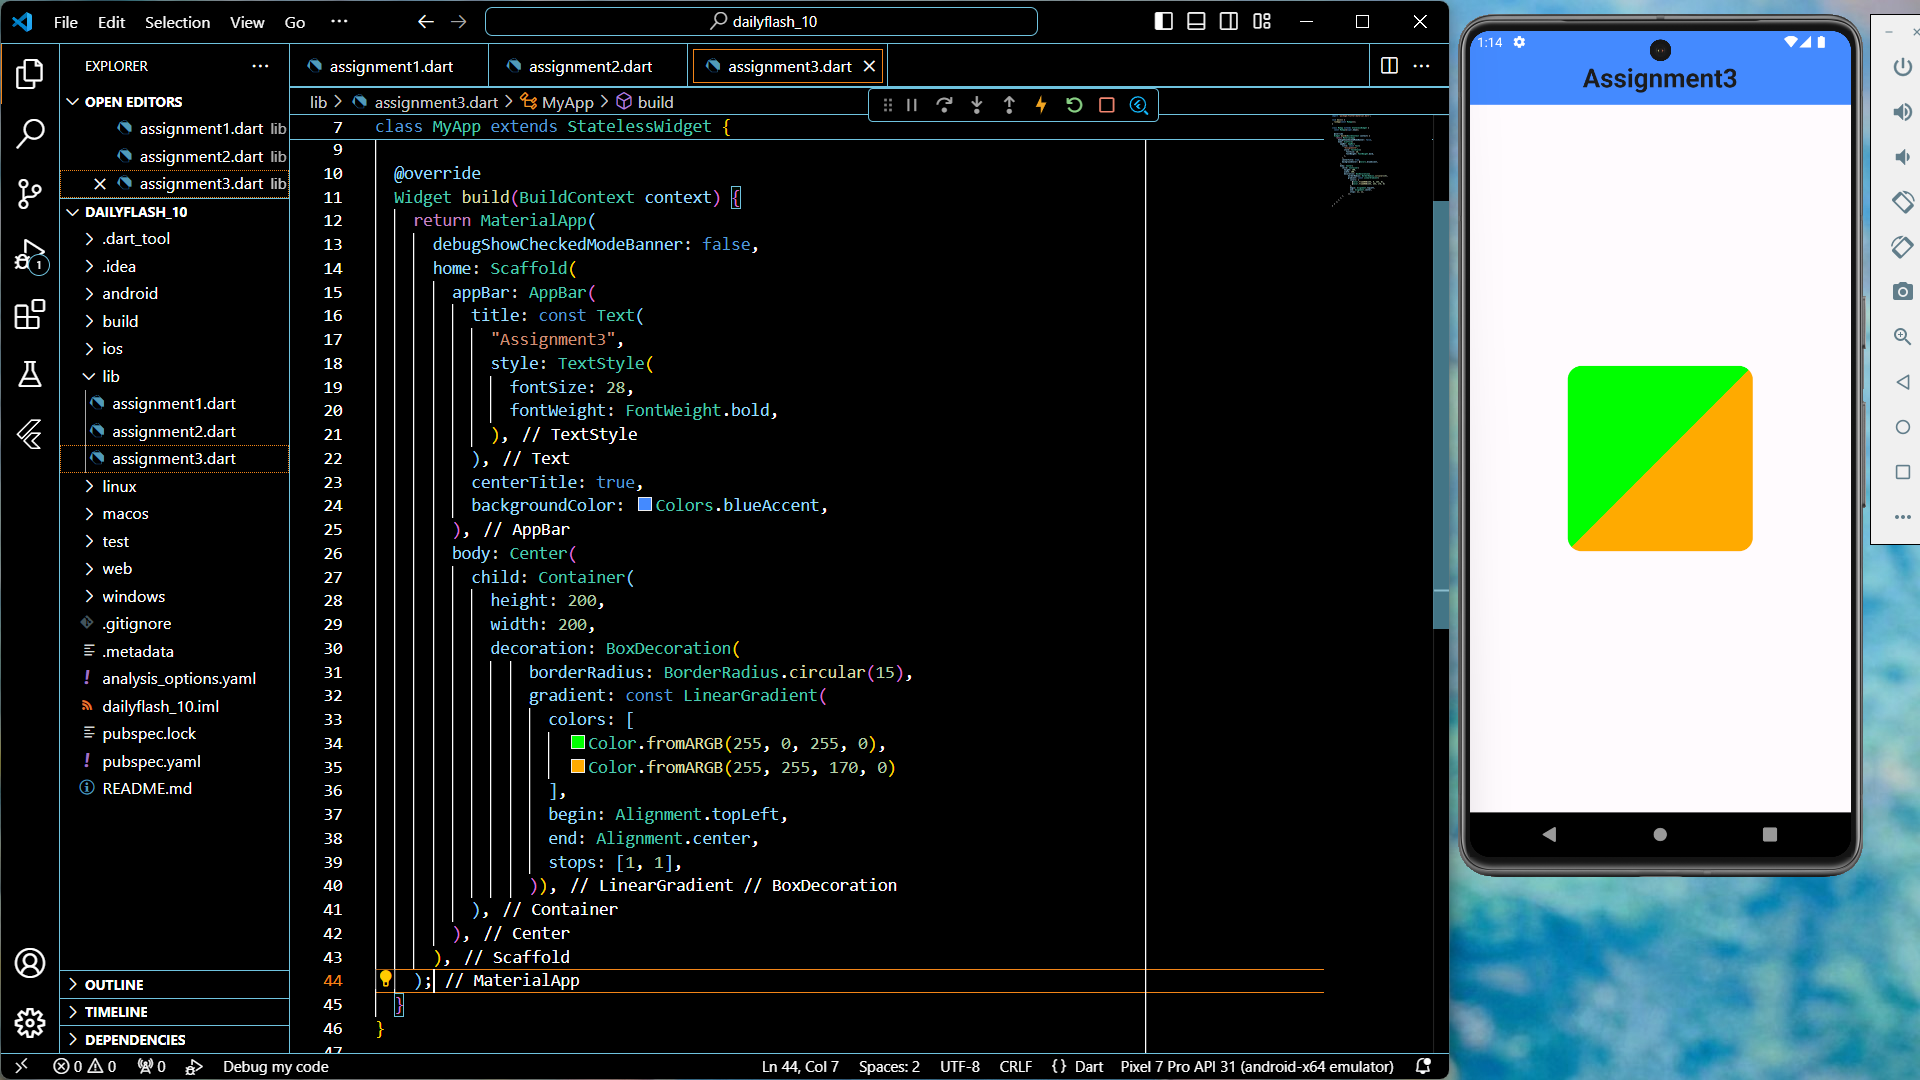 File Edit Selection View Go ···
dailyflash_10
EXPLORER
OPEN EDITORS
assignment1.dart lib
assignment2.dart lib
assignment3.dart lib
DAILYFLASH_10
.dart_tool
.idea
android
build
ios
lib
assignment1.dart
assignment2.dart
assignment3.dart
linux
macos
test
web
windows
.gitignore
.metadata
analysis_options.yaml
dailyflash_10.iml
pubspec.lock
pubspec.yaml
README.md
OUTLINE
TIMELINE
DEPENDENCIES
assignment1.dart assignment2.dart assignment3.dart
lib > assignment3.dart > MyApp > build
7 class MyApp extends StatelessWidget {
9
10 @override
11 Widget build(BuildContext context) {
12 return MaterialApp(
13 debugShowCheckedModeBanner: false,
14 home: Scaffold(
15 appBar: AppBar(
16 title: const Text(
17 "Assignment3",
18 style: TextStyle(
19 fontSize: 28,
20 fontWeight: FontWeight.bold,
21 ), // TextStyle
22 ), // Text
23 centerTitle: true,
24 backgroundColor: Colors.blueAccent,
25 ), // AppBar
26 body: Center(
27 child: Container(
28 height: 200,
29 width: 200,
30 decoration: BoxDecoration(
31 borderRadius: BorderRadius.circular(15),
32 gradient: const LinearGradient(
33 colors: [
34 Color.fromARGB(255, 0, 255, 0),
35 Color.fromARGB(255, 255, 170, 0)
36 ],
37 begin: Alignment.topLeft,
38 end: Alignment.center,
39 stops: [1, 1],
40 )), // LinearGradient // BoxDecoration
41 ), // Container
42 ), // Center
43 ), // Scaffold
44 ); // MaterialApp
45 }
46 }
47
0 0 0 Debug my code
Ln 44, Col 7 Spaces: 2 UTF-8 CRLF {} Dart Pixel 7 Pro API 31 (android-x64 emulator)
1
1:14
Assignment3